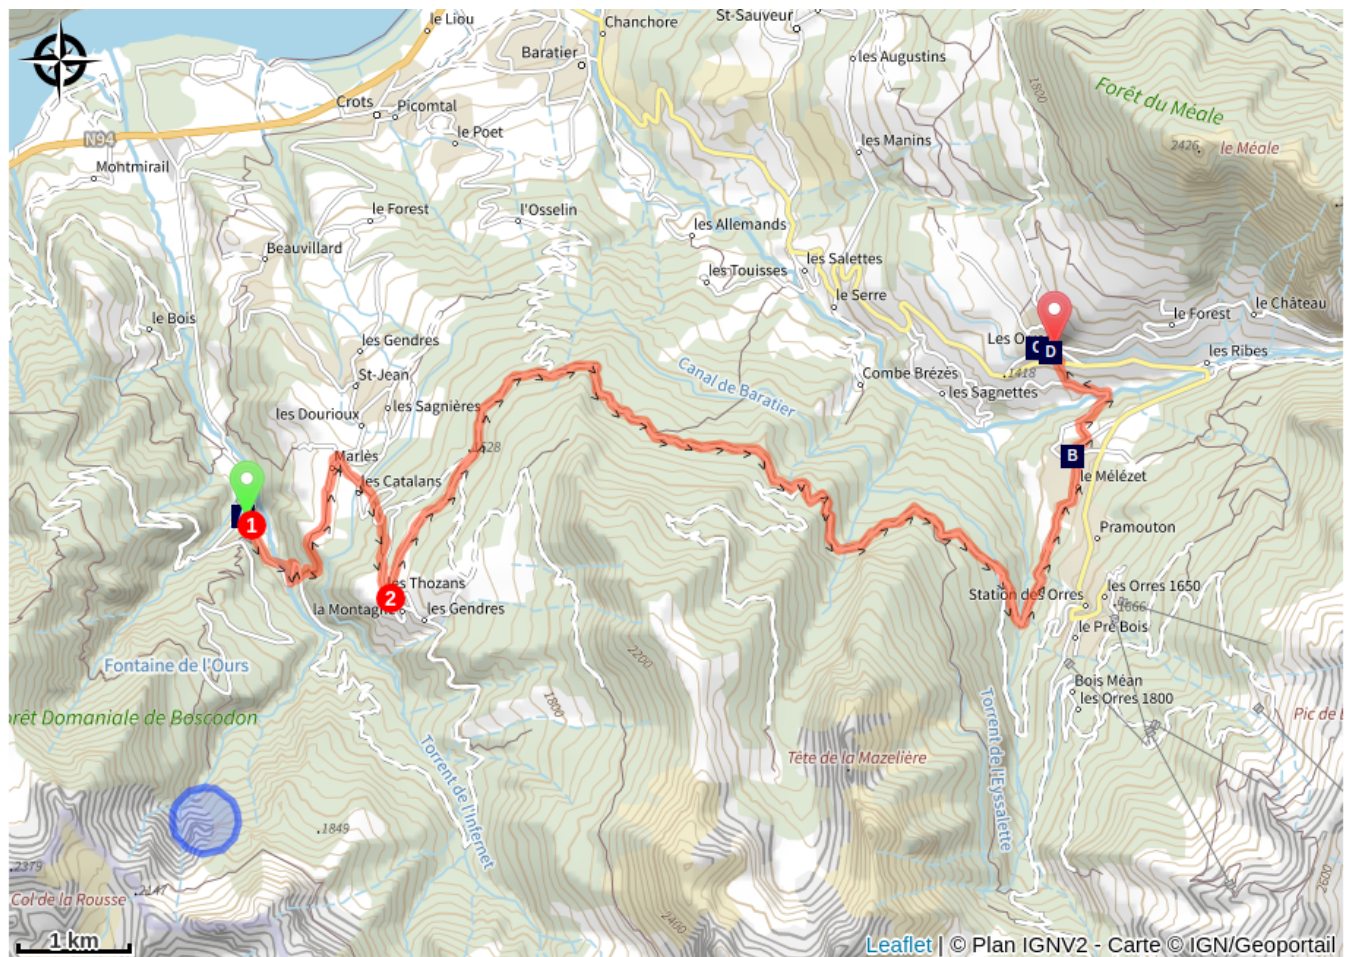 le Liou
Chanchore
St-Sauveur
Baratier
les Augustins
Forêt du Méale
1800
Crots
Picomtal
N94
le Poet
les Manins
2426
le Méale
Mohtmirail
le Forest
l'Osselin
les Allemands
Beauvillard
les Salettes
les Touisses
le Serre
le Château
le Forest
le Bois
les Gendres
Les O
C
D
les Ribes
St-Jean
Canal de Baratier
Combe Brézès
1418
les Sagnettes
les Dourioux
les Sagnières
1528
Marlès
B
les Catalans
le Mélézet
1
Pramouton
les Thozans
2
la Montagne
les Gendres
Station des Orres
les Orres 1650
1666
le Pré Bois
Fontaine de l'Ours
2200
Bois Méan
les Orres 1800
1800
orêt Domaniale de Boscodon
Pic de
Torrent de l'Infernet
Torrent de l'Eyssalette
Tête de la Mazelière
1849
2379
2147
Col de la Rousse
2400
2600
1 km
Leaflet | © Plan IGNV2 - Carte © IGN/Geoportail